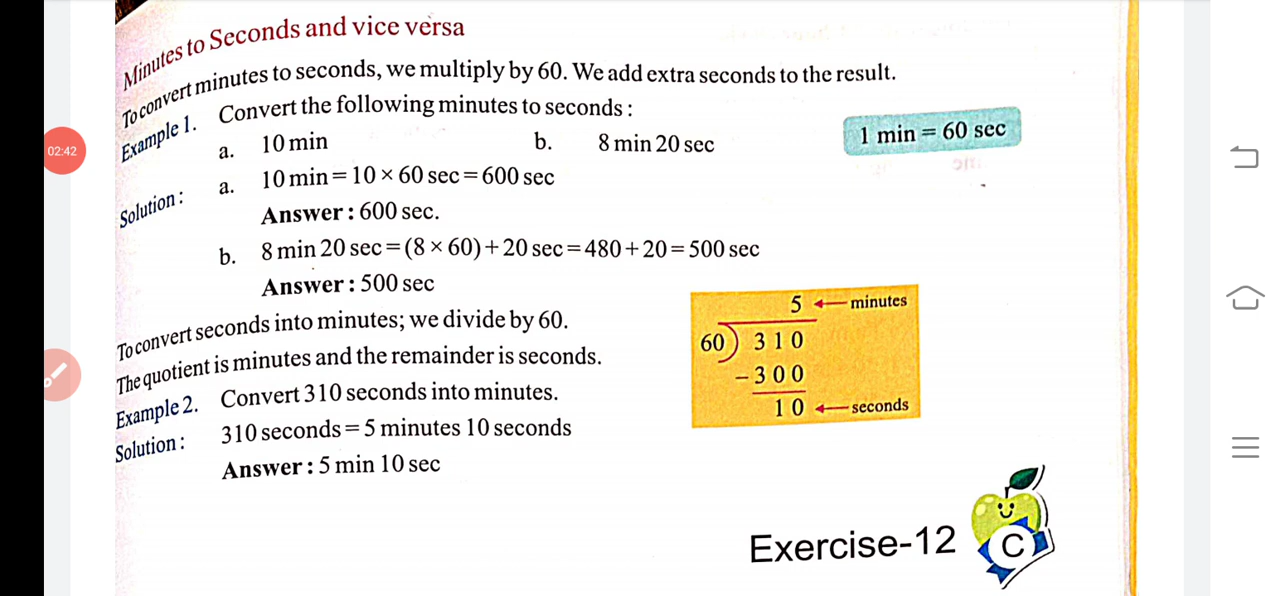 Minutes to Seconds and vice versa
To convert minutes to seconds, we multiply by 60. We add extra seconds to the result.
Example 1. Convert the following minutes to seconds :
a. 10 min b. 8 min 20 sec
1 min = 60 sec
02:42
Solution : a. 10 min = 10 × 60 sec = 600 sec
Answer : 600 sec.
b. 8 min 20 sec = (8 × 60) + 20 sec = 480 + 20 = 500 sec
Answer : 500 sec
To convert seconds into minutes; we divide by 60.
The quotient is minutes and the remainder is seconds.
Example 2. Convert 310 seconds into minutes.
Solution : 310 seconds = 5 minutes 10 seconds
Answer : 5 min 10 sec
5 ← minutes
60 ) 3 1 0
– 3 0 0
1 0 ← seconds
Exercise-12 C